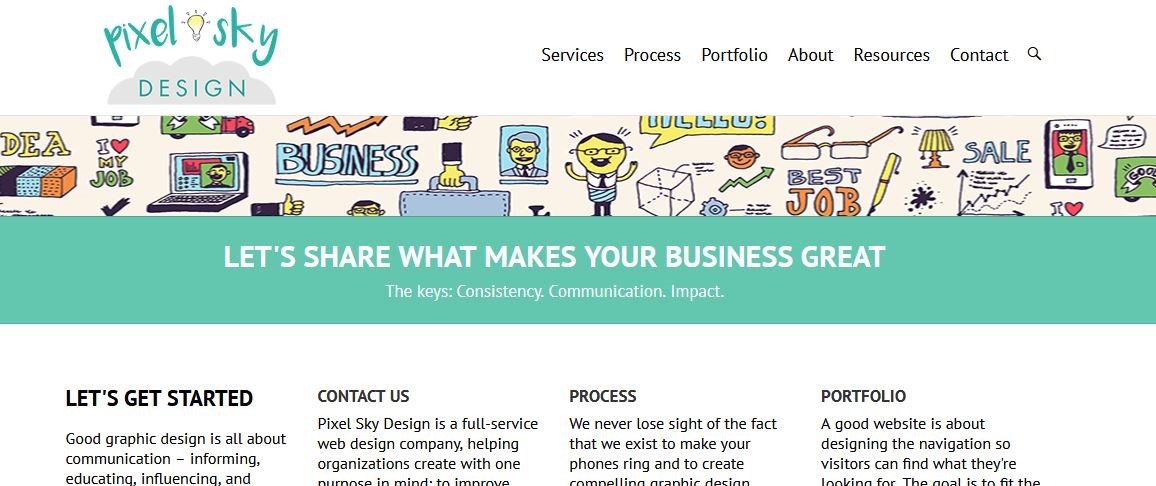 pixel sky
DESIGN
Services Process Portfolio About Resources Contact
IDEA
I
MY
JOB
BUSINESS
HELLO!
BEST
JOB
SALE
I
GOOD
LET'S SHARE WHAT MAKES YOUR BUSINESS GREAT
The keys: Consistency. Communication. Impact.
LET'S GET STARTED
Good graphic design is all about
communication – informing,
educating, influencing, and
CONTACT US
Pixel Sky Design is a full-service
web design company, helping
organizations create with one
purpose in mind: to improve
PROCESS
We never lose sight of the fact
that we exist to make your
phones ring and to create
compelling graphic design
PORTFOLIO
A good website is about
designing the navigation so
visitors can find what they're
looking for. The goal is to fit the